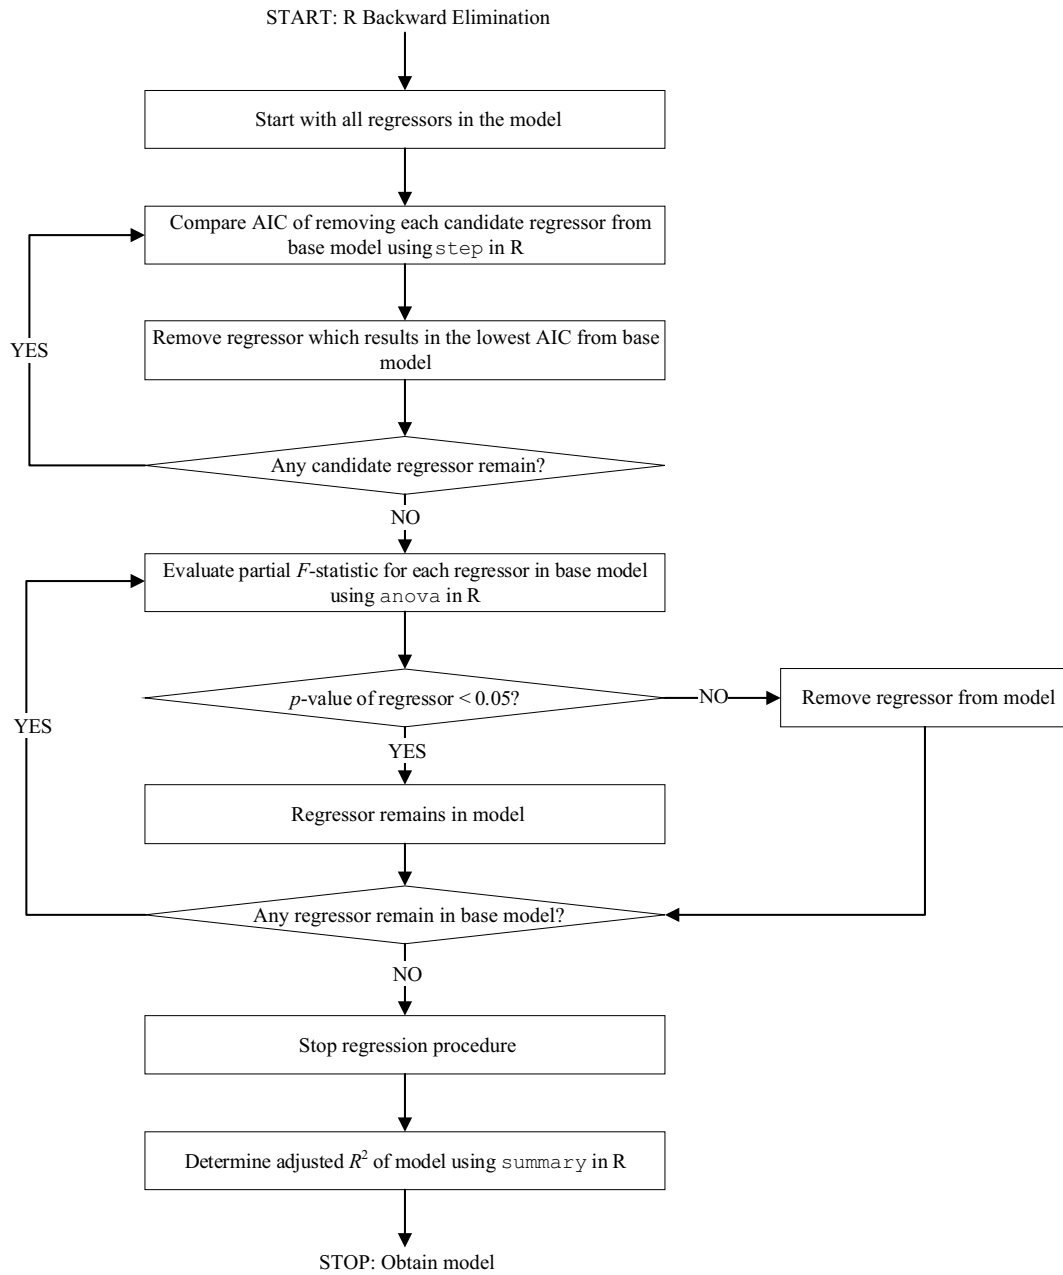 START: R Backward Elimination
Start with all regressors in the model
Compare AIC of removing each candidate regressor from
base model using step in R
Remove regressor which results in the lowest AIC from base
model
YES
Any candidate regressor remain?
NO
Evaluate partial F-statistic for each regressor in base model
using anova in R
p-value of regressor < 0.05?
NO
Remove regressor from model
YES
YES
Regressor remains in model
Any regressor remain in base model?
NO
Stop regression procedure
Determine adjusted R² of model using summary in R
STOP: Obtain model